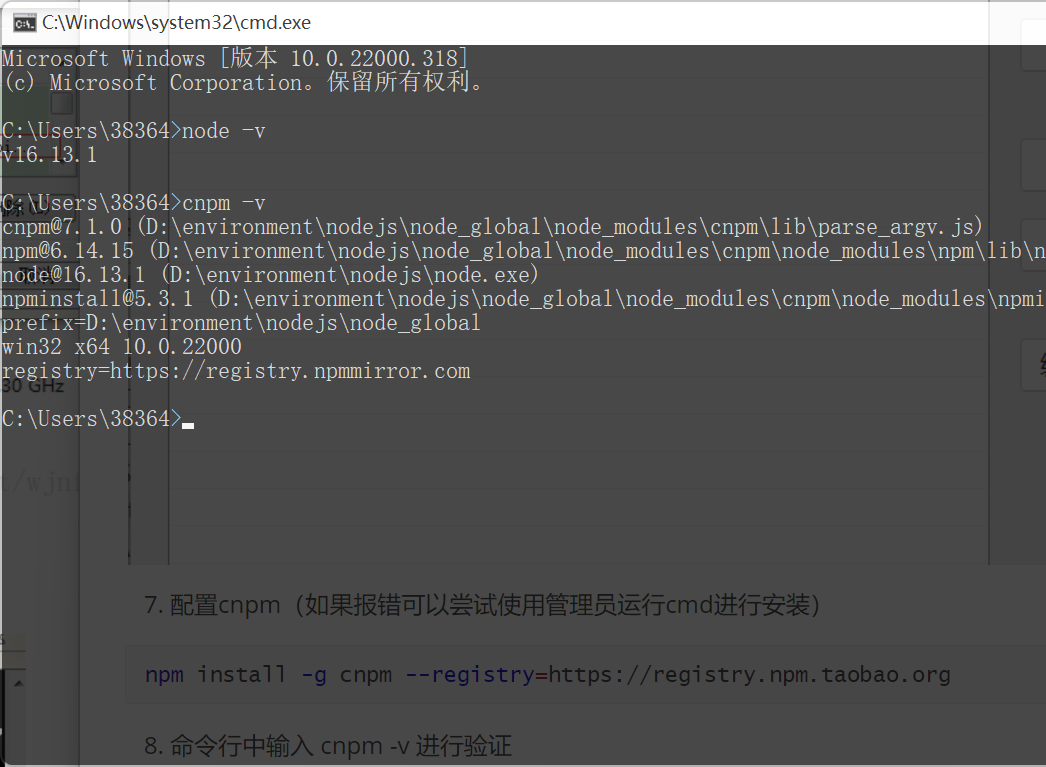 C:\Windows\system32\cmd.exe
Microsoft Windows [版本 10.0.22000.318]
(c) Microsoft Corporation。保留所有权利。
C:\Users\38364>node -v
v16.13.1
C:\Users\38364>cnpm -v
cnpm@7.1.0 (D:\environment\nodejs\node_global\node_modules\cnpm\lib\parse_argv.js)
npm@6.14.15 (D:\environment\nodejs\node_global\node_modules\cnpm\node_modules\npm\lib\n
node@16.13.1 (D:\environment\nodejs\node.exe)
npminstall@5.3.1 (D:\environment\nodejs\node_global\node_modules\cnpm\node_modules\npmi
prefix=D:\environment\nodejs\node_global
win32 x64 10.0.22000
registry=https://registry.npmmirror.com
30 GHz
C:\Users\38364>
t/wjnf
7. 配置cnpm（如果报错可以尝试使用管理员运行cmd进行安装）
npm install -g cnpm --registry=https://registry.npm.taobao.org
8. 命令行中输入 cnpm -v 进行验证